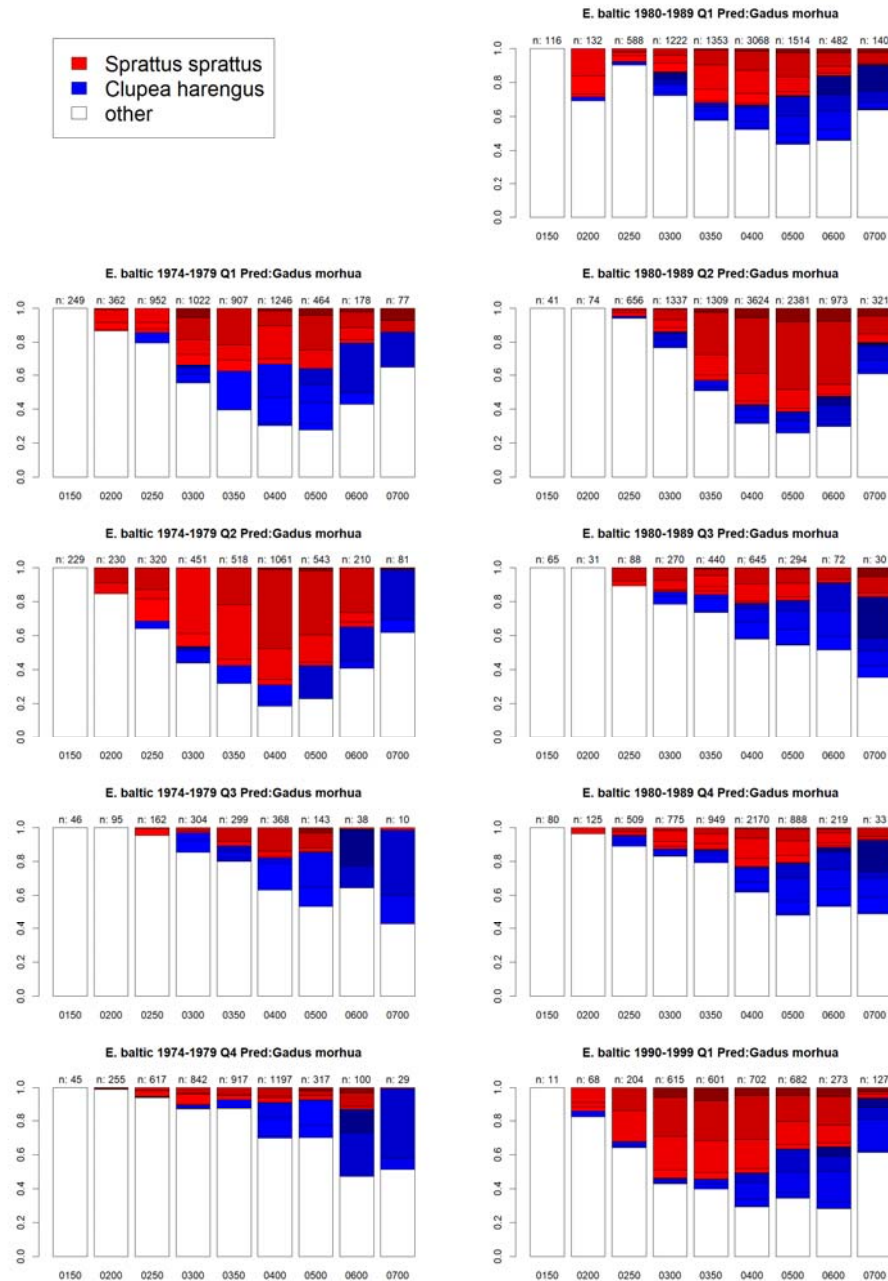 Sprattus sprattus
Clupea harengus
other
E. baltic 1980-1989 Q1 Pred:Gadus morhua
n: 116 n: 132 n: 588 n: 1222 n: 1353 n: 3068 n: 1514 n: 482 n: 140
1.0
0.8
0.6
0.4
0.2
0.0
0150 0200 0250 0300 0350 0400 0500 0600 0700
E. baltic 1974-1979 Q1 Pred:Gadus morhua
n: 249 n: 362 n: 952 n: 1022 n: 907 n: 1246 n: 464 n: 178 n: 77
1.0
0.8
0.6
0.4
0.2
0.0
0150 0200 0250 0300 0350 0400 0500 0600 0700
E. baltic 1980-1989 Q2 Pred:Gadus morhua
n: 41 n: 74 n: 656 n: 1337 n: 1309 n: 3624 n: 2381 n: 973 n: 321
1.0
0.8
0.6
0.4
0.2
0.0
0150 0200 0250 0300 0350 0400 0500 0600 0700
E. baltic 1974-1979 Q2 Pred:Gadus morhua
n: 229 n: 230 n: 320 n: 451 n: 518 n: 1061 n: 543 n: 210 n: 81
1.0
0.8
0.6
0.4
0.2
0.0
0150 0200 0250 0300 0350 0400 0500 0600 0700
E. baltic 1980-1989 Q3 Pred:Gadus morhua
n: 65 n: 31 n: 88 n: 270 n: 440 n: 645 n: 294 n: 72 n: 30
1.0
0.8
0.6
0.4
0.2
0.0
0150 0200 0250 0300 0350 0400 0500 0600 0700
E. baltic 1974-1979 Q3 Pred:Gadus morhua
n: 46 n: 95 n: 162 n: 304 n: 299 n: 368 n: 143 n: 38 n: 10
1.0
0.8
0.6
0.4
0.2
0.0
0150 0200 0250 0300 0350 0400 0500 0600 0700
E. baltic 1980-1989 Q4 Pred:Gadus morhua
n: 80 n: 125 n: 509 n: 775 n: 949 n: 2170 n: 888 n: 219 n: 33
1.0
0.8
0.6
0.4
0.2
0.0
0150 0200 0250 0300 0350 0400 0500 0600 0700
E. baltic 1974-1979 Q4 Pred:Gadus morhua
n: 45 n: 255 n: 617 n: 842 n: 917 n: 1197 n: 317 n: 100 n: 29
1.0
0.8
0.6
0.4
0.2
0.0
0150 0200 0250 0300 0350 0400 0500 0600 0700
E. baltic 1990-1999 Q1 Pred:Gadus morhua
n: 11 n: 68 n: 204 n: 615 n: 601 n: 702 n: 682 n: 273 n: 127
1.0
0.8
0.6
0.4
0.2
0.0
0150 0200 0250 0300 0350 0400 0500 0600 0700